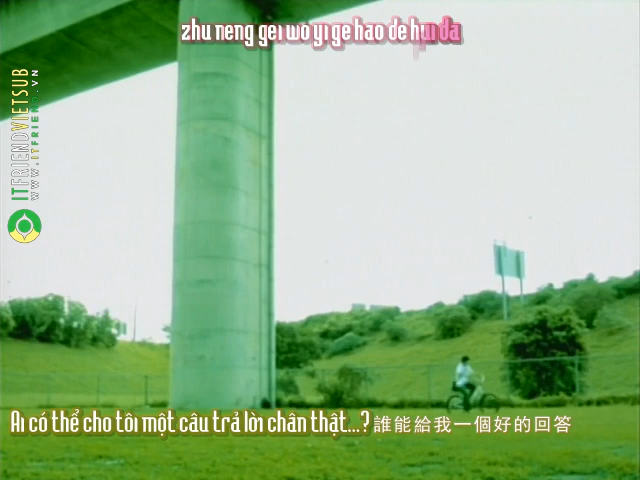 zhu neng gei wo yi ge hao de hui da
ITFRIENDVIETSUB
WWW.ITFRIEND.VN
Ai có thể cho tôi một câu trả lời chân thật...? 誰能給我一個好的回答